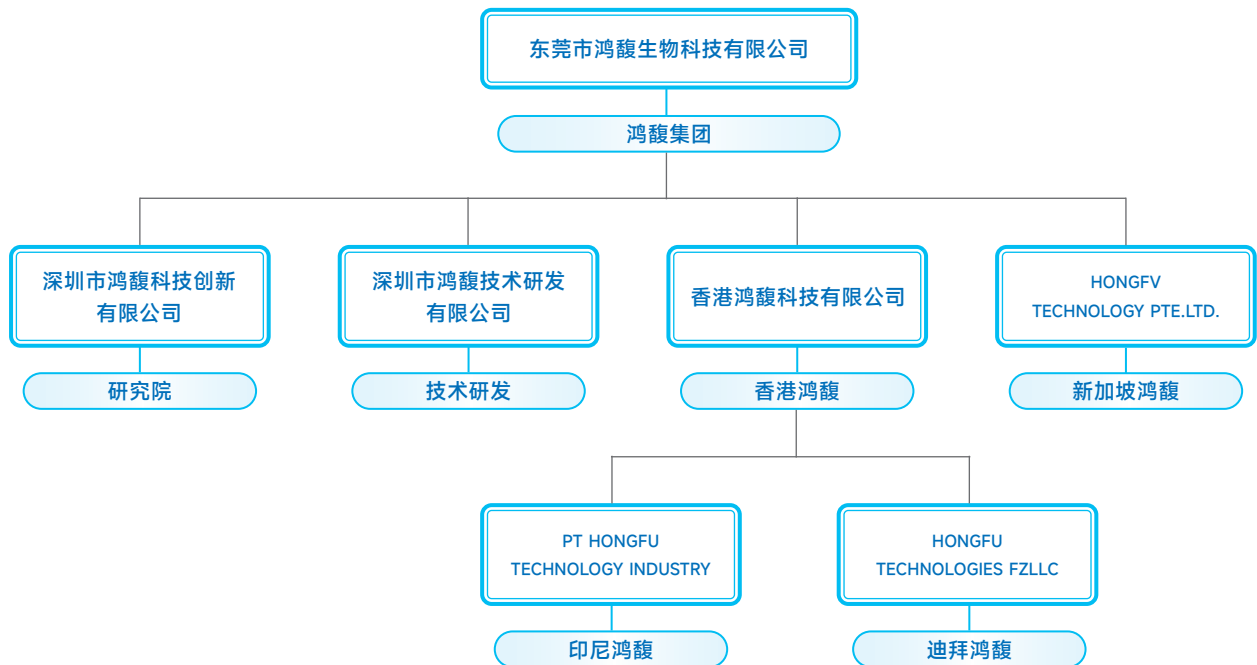 东莞市鸿馥生物科技有限公司
鸿馥集团
深圳市鸿馥科技创新
有限公司
研究院
深圳市鸿馥技术研发
有限公司
技术研发
香港鸿馥科技有限公司
香港鸿馥
HONGFV
TECHNOLOGY PTE.LTD.
新加坡鸿馥
PT HONGFU
TECHNOLOGY INDUSTRY
印尼鸿馥
HONGFU
TECHNOLOGIES FZLLC
迪拜鸿馥